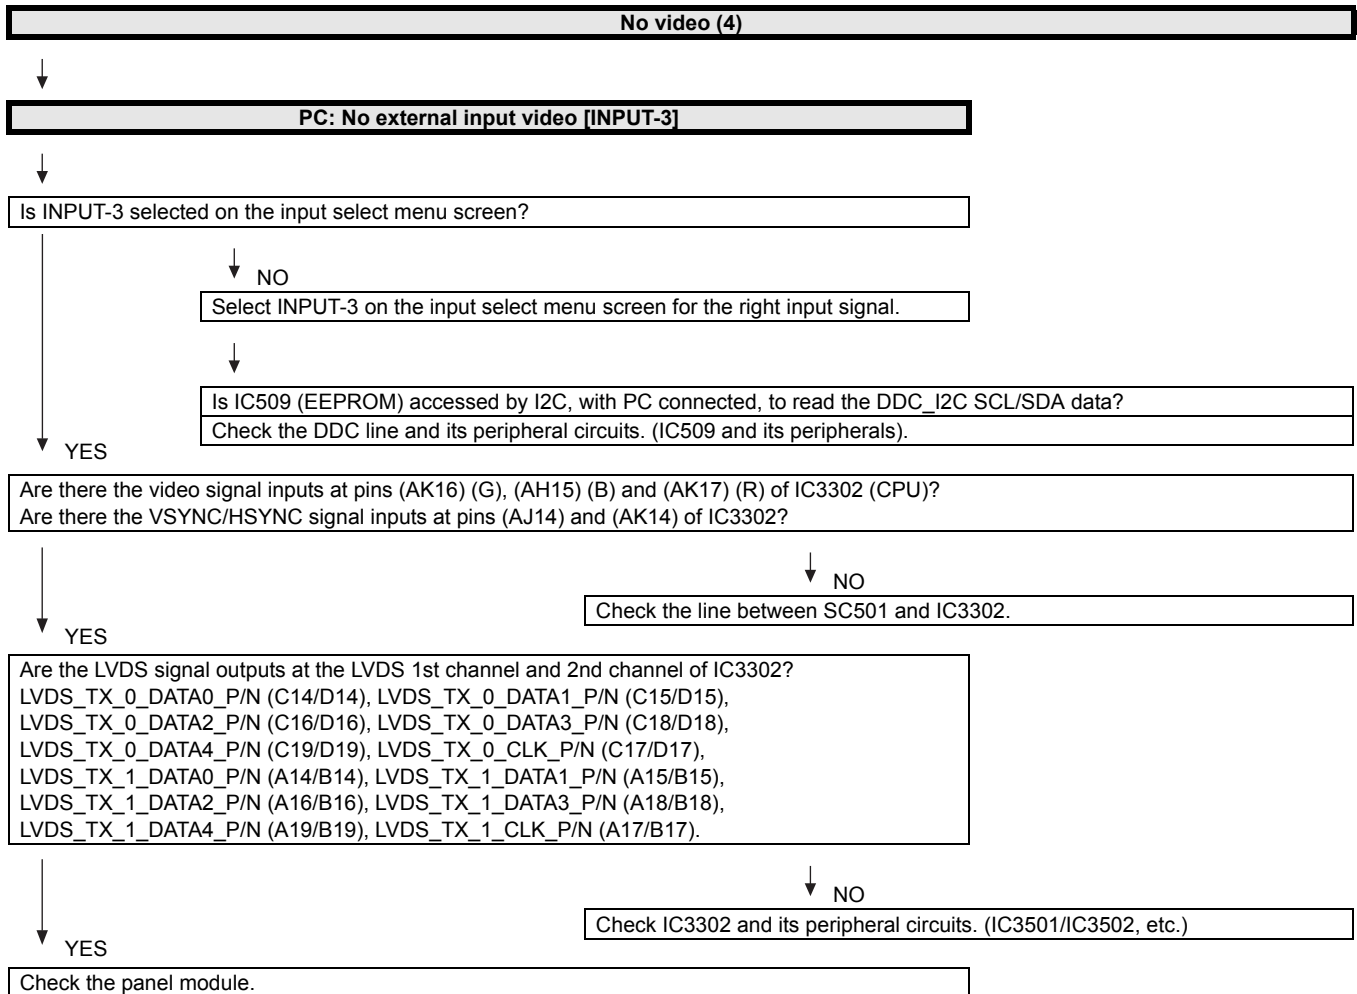 No video (4)
PC: No external input video [INPUT-3]
Is INPUT-3 selected on the input select menu screen?
NO
Select INPUT-3 on the input select menu screen for the right input signal.
Is IC509 (EEPROM) accessed by I2C, with PC connected, to read the DDC_I2C SCL/SDA data?
Check the DDC line and its peripheral circuits. (IC509 and its peripherals).
YES
Are there the video signal inputs at pins (AK16) (G), (AH15) (B) and (AK17) (R) of IC3302 (CPU)?
Are there the VSYNC/HSYNC signal inputs at pins (AJ14) and (AK14) of IC3302?
NO
Check the line between SC501 and IC3302.
YES
Are the LVDS signal outputs at the LVDS 1st channel and 2nd channel of IC3302?
LVDS_TX_0_DATA0_P/N (C14/D14), LVDS_TX_0_DATA1_P/N (C15/D15),
LVDS_TX_0_DATA2_P/N (C16/D16), LVDS_TX_0_DATA3_P/N (C18/D18),
LVDS_TX_0_DATA4_P/N (C19/D19), LVDS_TX_0_CLK_P/N (C17/D17),
LVDS_TX_1_DATA0_P/N (A14/B14), LVDS_TX_1_DATA1_P/N (A15/B15),
LVDS_TX_1_DATA2_P/N (A16/B16), LVDS_TX_1_DATA3_P/N (A18/B18),
LVDS_TX_1_DATA4_P/N (A19/B19), LVDS_TX_1_CLK_P/N (A17/B17).
NO
Check IC3302 and its peripheral circuits. (IC3501/IC3502, etc.)
YES
Check the panel module.